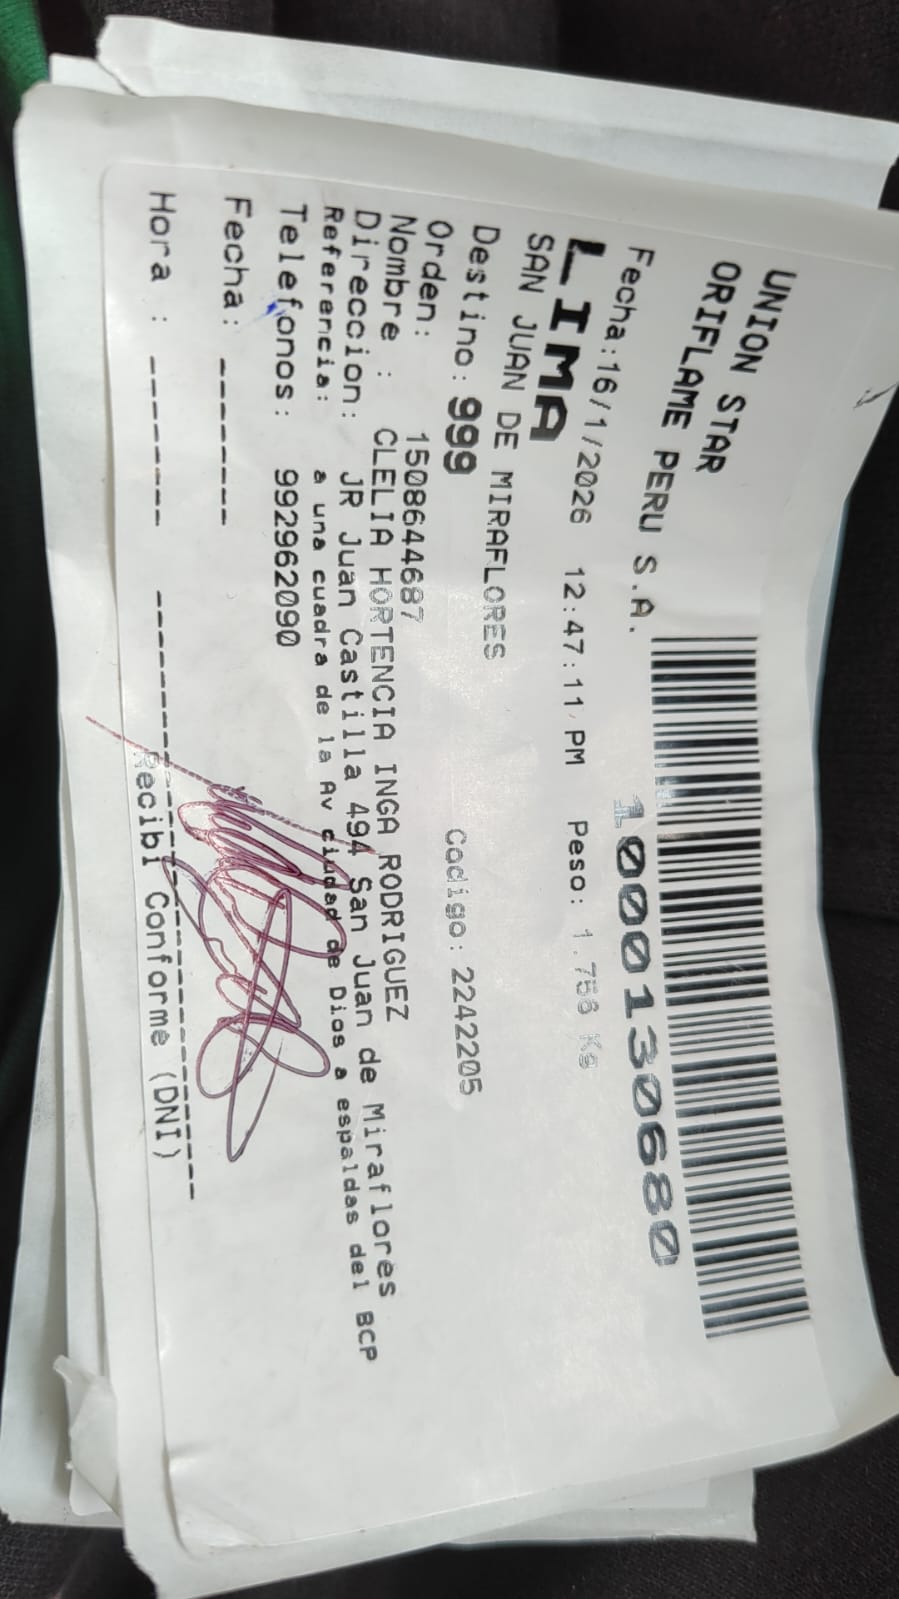 UNION STAR
ORIFLAME PERU S.A.
1000130680
Fecha:16/1/2026 12:47:11 PM Peso: 1.756 Kg
LIMA
SAN JUAN DE MIRAFLORES
Destino: 999 Codigo: 2242205
Orden: 1508644687
Nombre : CLELIA HORTENCIA INGA RODRIGUEZ
Direccion: JR Juan Castilla 494 San Juan de Miraflores
Referencia: a una cuadra de la Av ciudad de Dios a espaldas del BCP
Telefonos: 992962090
Fecha: -------
Hora : ------- -------------------------
Recibi Conforme (DNI)